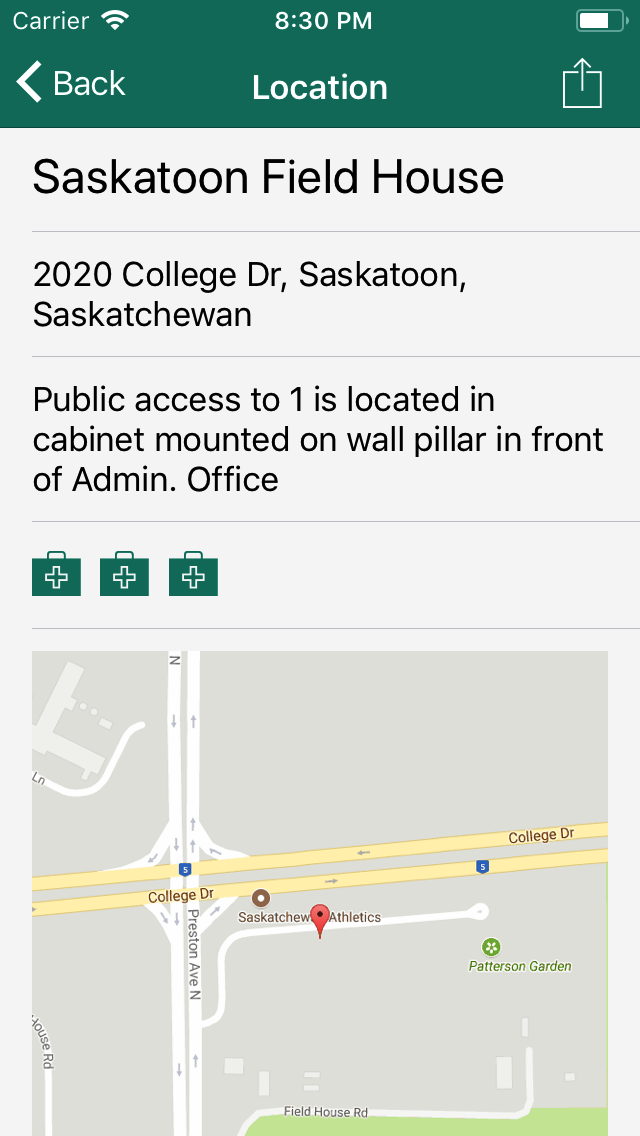 Carrier 8:30 PM
Back Location
Saskatoon Field House
2020 College Dr, Saskatoon,
Saskatchewan
Public access to 1 is located in
cabinet mounted on wall pillar in front
of Admin. Office
N
Ln
College Dr
5
5
College Dr
Saskatchew Athletics
Preston Ave N
Patterson Garden
House Rd
Field House Rd